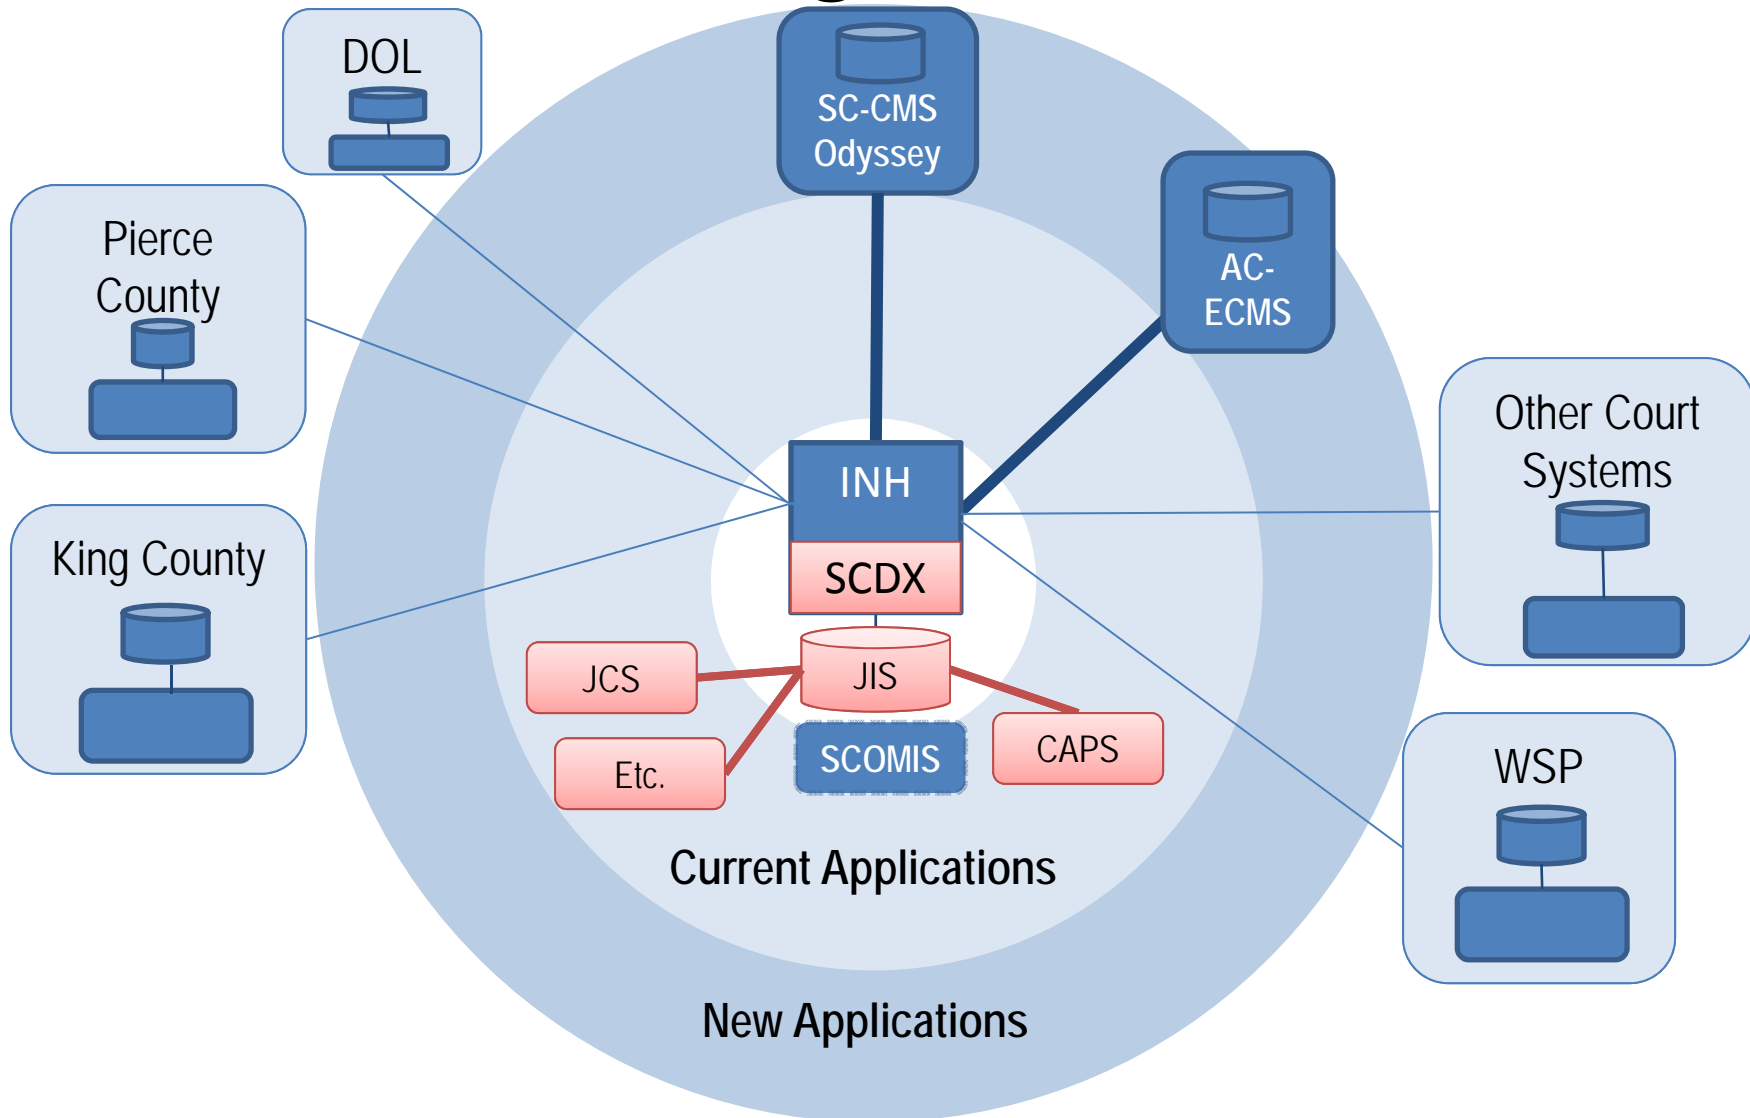 DOL
SC-CMS
Odyssey
Pierce
County
AC-
ECMS
Other Court
Systems
INH
King County
SCDX
JCS
JIS
Etc.
SCOMIS
CAPS
WSP
Current Applications
New Applications